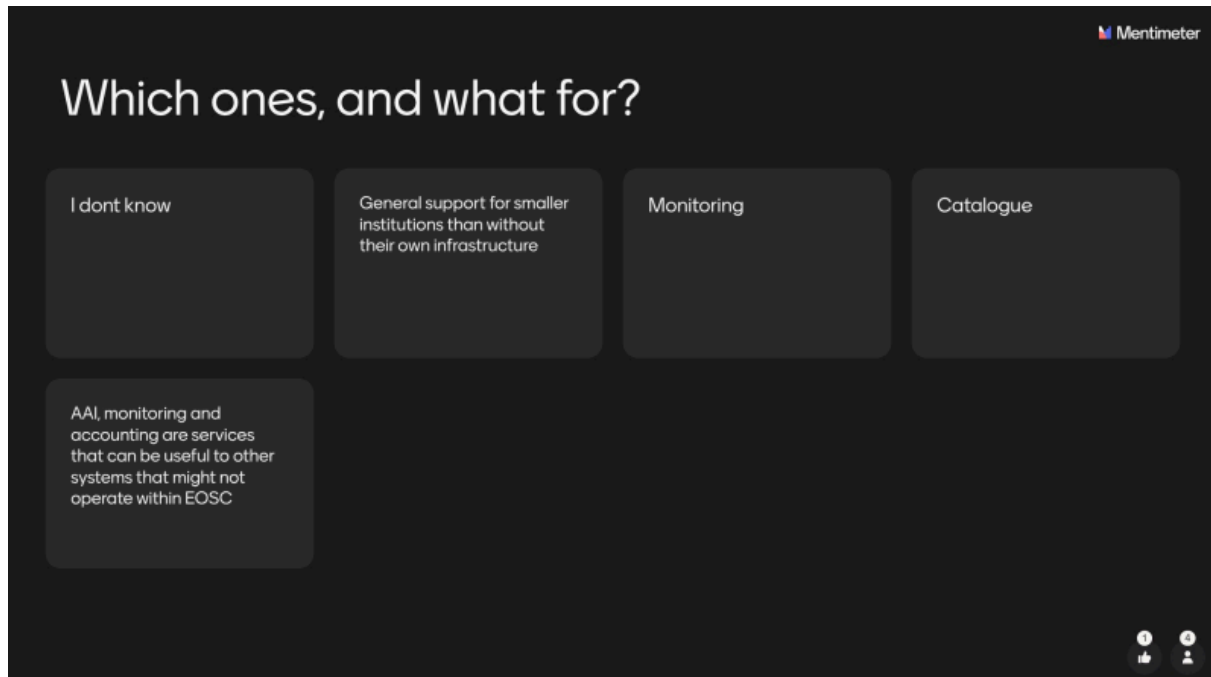 Mentimeter
Which ones, and what for?
I dont know
General support for smaller
institutions than without
their own infrastructure
Monitoring
Catalogue
AAI, monitoring and
accounting are services
that can be useful to other
systems that might not
operate within EOSC
1
4